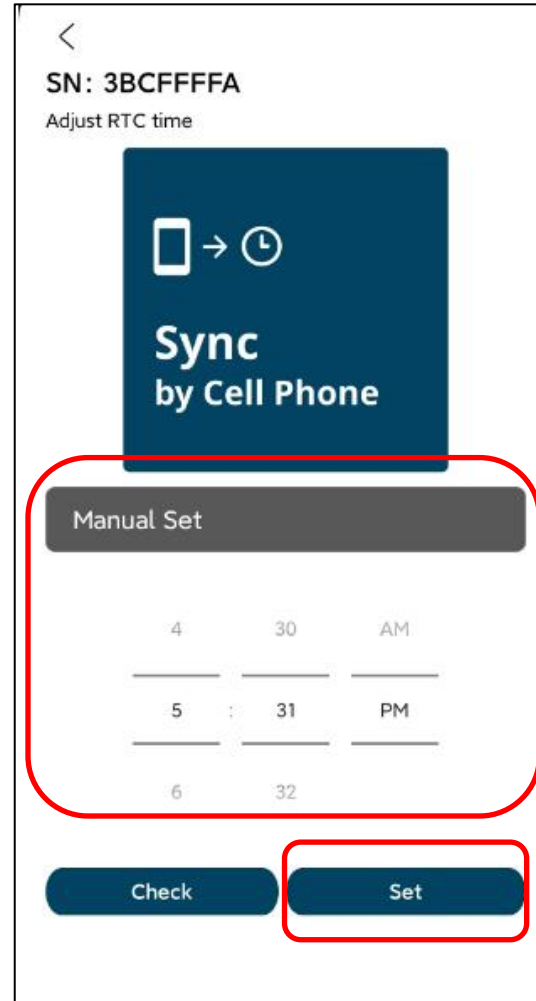 SN: 3BCFFFFA
Adjust RTC time
Sync
by Cell Phone
Manual Set
4 30 AM
5 : 31 PM
6 32
Check Set